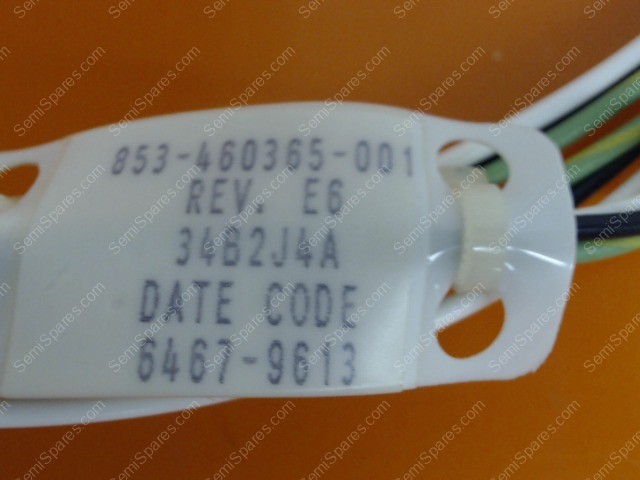 853-460365-001
REV. E6
34B2J4A
DATE CODE
6467-9613
SemiSpares.com